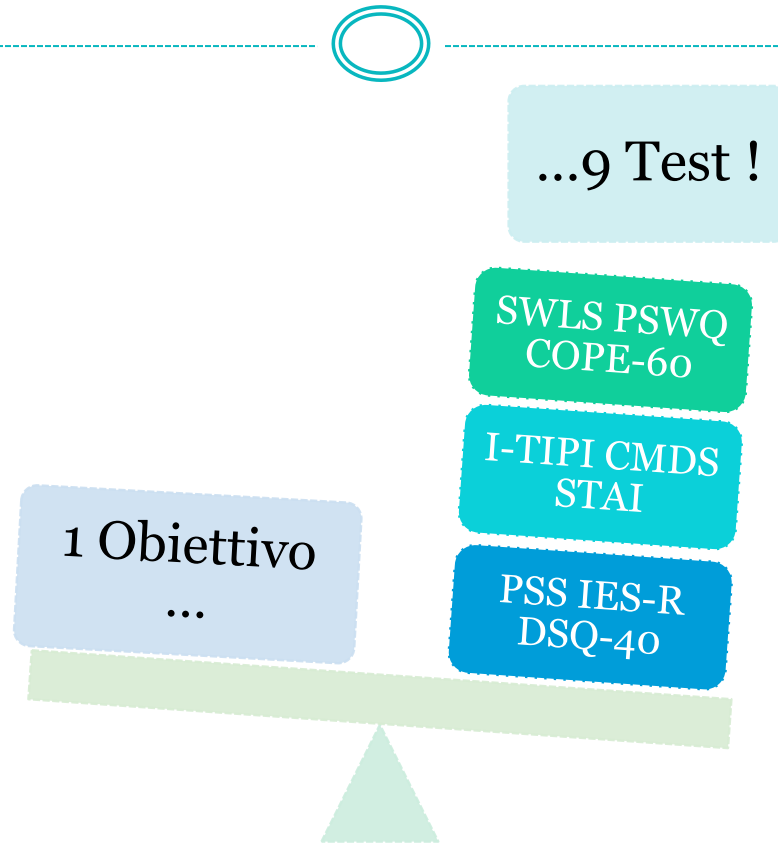 ...9 Test !
SWLS PSWQ
COPE-60
I-TIPI CMDS
STAI
1 Obiettivo
...
PSS IES-R
DSQ-40